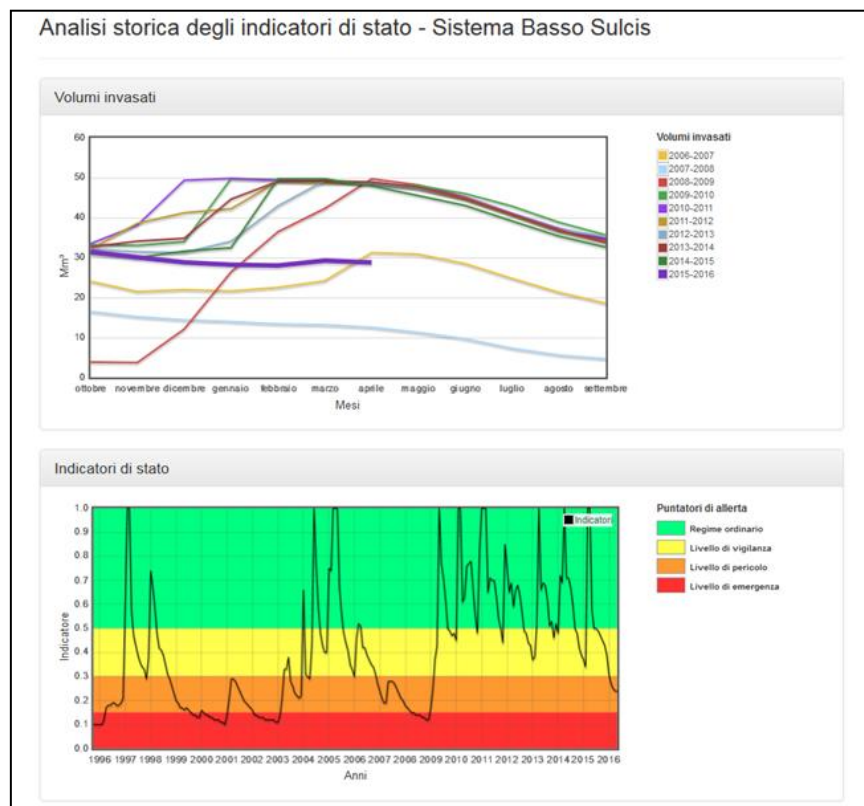 Analisi storica degli indicatori di stato - Sistema Basso Sulcis
Volumi invasati
60
50
40
30
20
10
0
Mm³
ottobre novembre dicembre gennaio febbraio marzo aprile maggio giugno luglio agosto settembre
Mesi
Volumi invasati
2006-2007
2007-2008
2008-2009
2009-2010
2010-2011
2011-2012
2012-2013
2013-2014
2014-2015
2015-2016
Indicatori di stato
1.0
0.9
0.8
0.7
0.6
0.5
0.4
0.3
0.2
0.1
0.0
Indicatore
Indicatori
1996 1997 1998 1999 2000 2001 2002 2003 2004 2005 2006 2007 2008 2009 2010 2011 2012 2013 2014 2015 2016
Anni
Puntatori di allerta
Regime ordinario
Livello di vigilanza
Livello di pericolo
Livello di emergenza